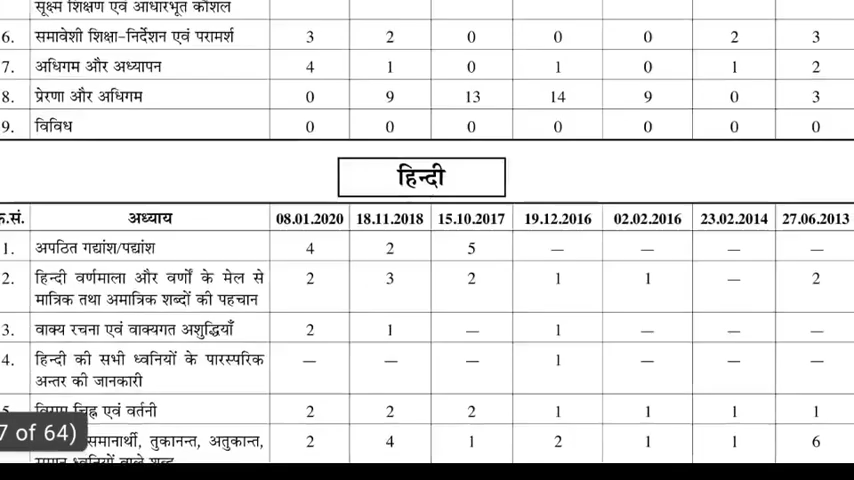 सूक्ष्म शिक्षण एवं आधारभूत कौशल
6. समावेशी शिक्षा-निर्देशन एवं परामर्श 3 2 0 0 0 2 3
7. अधिगम और अध्यापन 4 1 0 1 0 1 2
8. प्रेरणा और अधिगम 0 9 13 14 9 0 3
9. विविध 0 0 0 0 0 0 0
हिन्दी
क्र.सं. अध्याय 08.01.2020 18.11.2018 15.10.2017 19.12.2016 02.02.2016 23.02.2014 27.06.2013
1. अपठित गद्यांश/पद्यांश 4 2 5 — — — —
2. हिन्दी वर्णमाला और वर्णों के मेल से 2 3 2 1 1 — 2
मात्रिक तथा अमात्रिक शब्दों की पहचान
3. वाक्य रचना एवं वाक्यगत अशुद्धियाँ 2 1 — 1 — — —
4. हिन्दी की सभी ध्वनियों के पारस्परिक — — — 1 — — —
अन्तर की जानकारी
5. विराम चिह्न एवं वर्तनी 2 2 2 1 1 1 1
7 of 64)
समानार्थी, तुकानन्त, अतुकान्त, 2 4 1 2 1 1 6
समान ध्वनियों वाले शब्द